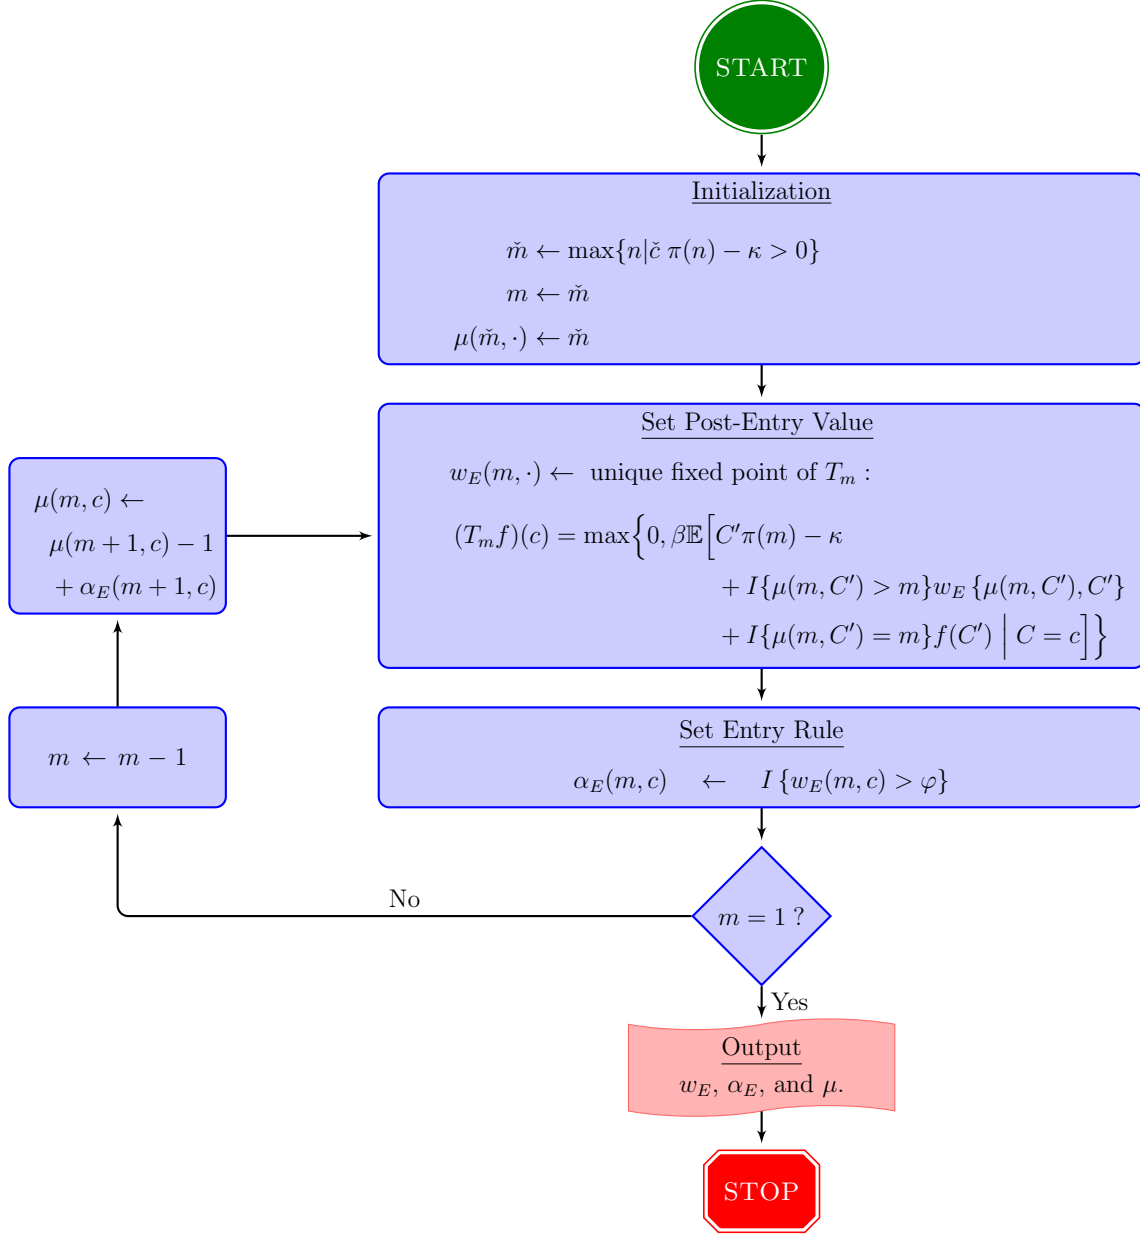 START
Initialization
m̌ ← max{n|č π(n) − κ > 0}
m ← m̌
μ(m̌, ·) ← m̌
Set Post-Entry Value
w_E(m, ·) ← unique fixed point of T_m :
(T_m f)(c) = max{0, β𝔼[C′π(m) − κ
+ I{μ(m, C′) > m}w_E {μ(m, C′), C′}
+ I{μ(m, C′) = m}f(C′) | C = c]}
μ(m, c) ←
μ(m+1, c) − 1
+ α_E(m+1, c)
m ← m − 1
Set Entry Rule
α_E(m, c) ← I {w_E(m, c) > φ}
No
m = 1 ?
Yes
Output
w_E, α_E, and μ.
STOP